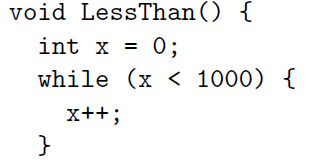 void LessThan() {
int x = 0;
while (x < 1000) {
x++;
}